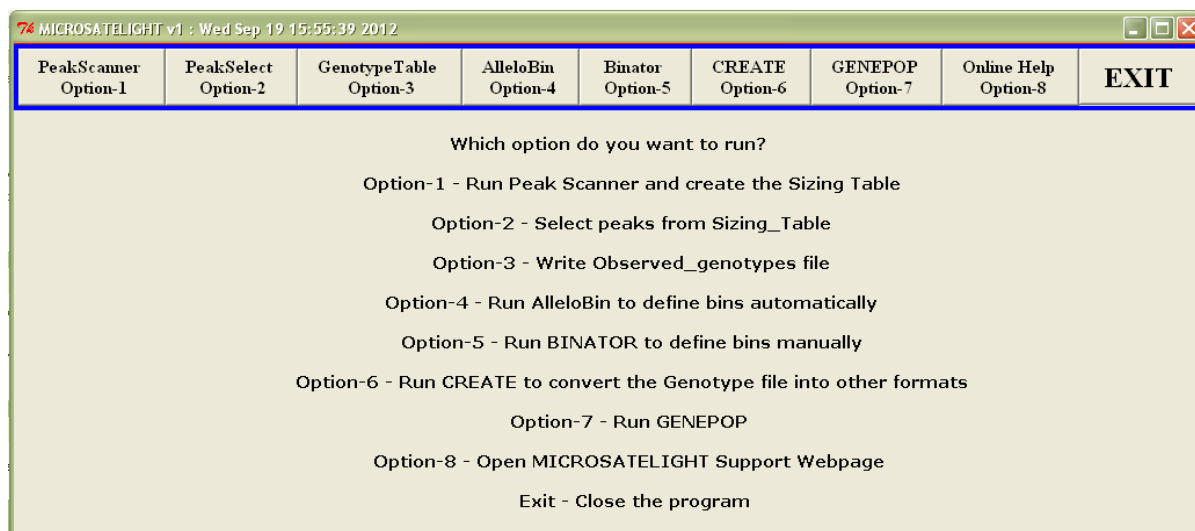 MICROSATELIGHT v1 : Wed Sep 19 15:55:39 2012
PeakScanner PeakSelect GenotypeTable AlleloBin Binator CREATE GENEPOP Online Help EXIT
Option-1 Option-2 Option-3 Option-4 Option-5 Option-6 Option-7 Option-8
Which option do you want to run?
Option-1 - Run Peak Scanner and create the Sizing Table
Option-2 - Select peaks from Sizing_Table
Option-3 - Write Observed_genotypes file
Option-4 - Run AlleloBin to define bins automatically
Option-5 - Run BINATOR to define bins manually
Option-6 - Run CREATE to convert the Genotype file into other formats
Option-7 - Run GENEPOP
Option-8 - Open MICROSATELIGHT Support Webpage
Exit - Close the program